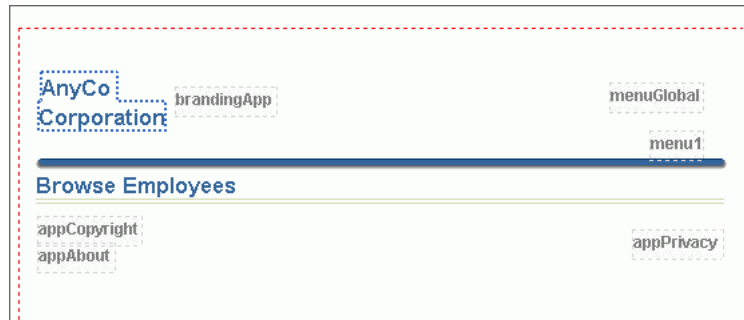 AnyCo
Corporation
brandingApp
menuGlobal
menu1
Browse Employees
appCopyright
appAbout
appPrivacy